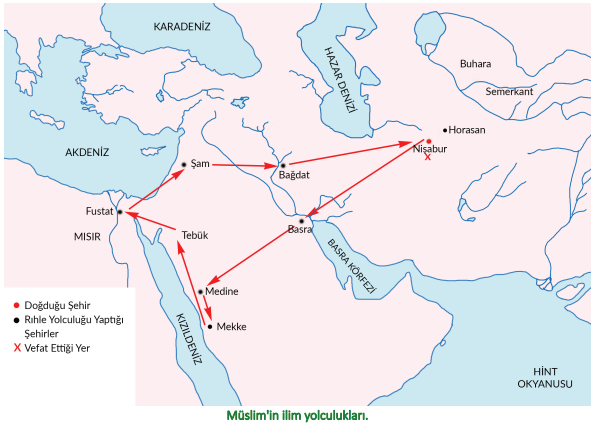 KARADENİZ
HAZAR DENİZİ
Buhara
Semerkant
Horasan
Nişabur
X
AKDENİZ
Şam
Bağdat
Fustat
MISIR
Tebük
Basra
BASRA KÖRFEZİ
Medine
Mekke
KIZILDENİZ
HİNT
OKYANUSU
Doğduğu Şehir
Rıhle Yolculuğu Yaptığı
Şehirler
X Vefat Ettiği Yer
Müslim'in ilim yolculukları.